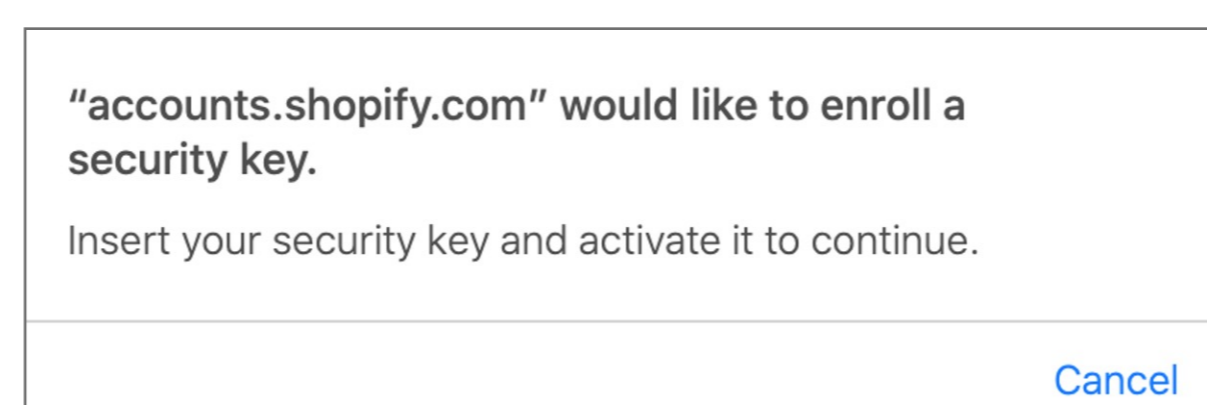 “accounts.shopify.com” would like to enroll a
security key.
Insert your security key and activate it to continue.
Cancel